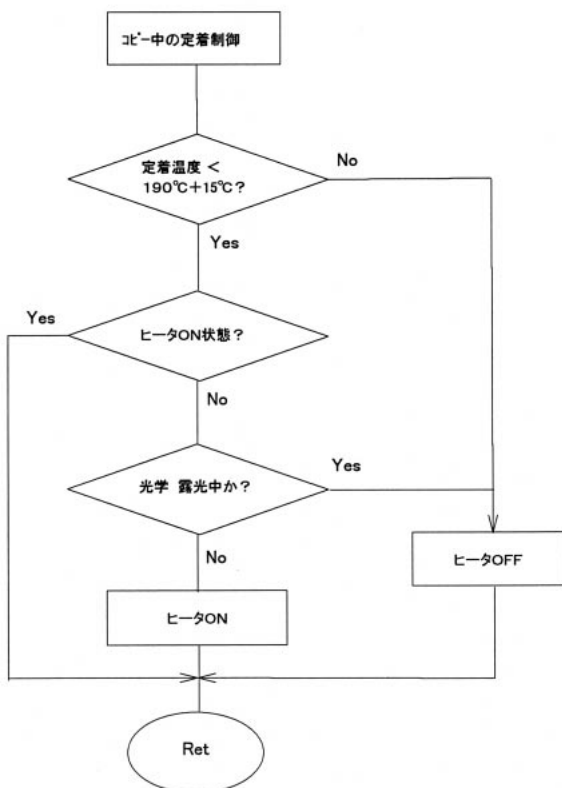 コピー中の定着制御
定着温度 <
190℃+15℃?
No
Yes
Yes
ヒータON状態?
No
光学 露光中か?
Yes
No
ヒータOFF
ヒータON
Ret